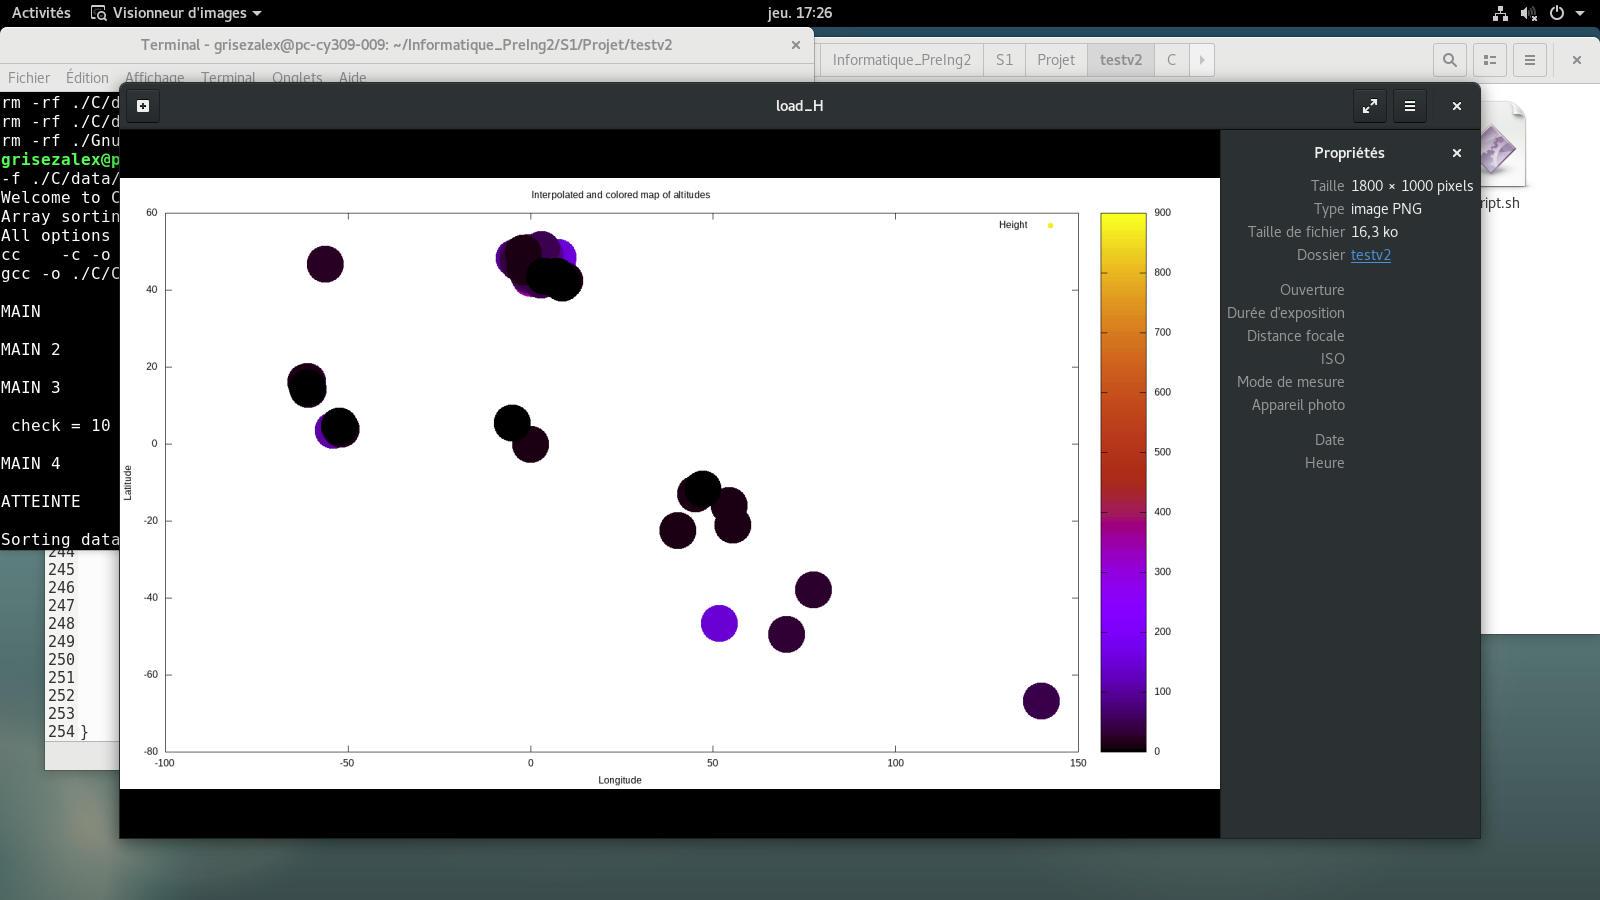 Activités
Visionneur d'images
jeu. 17:26
Terminal - grisezalex@pc-cy309-009: ~/Informatique_PreIng2/S1/Projet/testv2
Informatique_PreIng2
S1
Projet
testv2
C
Fichier Édition Affichage Terminal Onglets Aide
rm -rf ./C/d
rm -rf ./C/d
rm -rf ./Gnu
grisezalex@p
-f ./C/data/
Welcome to C
Array sortin
All options
cc -c -o
gcc -o ./C/C
MAIN
MAIN 2
MAIN 3
check = 10
MAIN 4
ATTEINTE
Sorting data
244
245
246
247
248
249
250
251
252
253
254 }
load_H
Interpolated and colored map of altitudes
Height
60
40
20
0
-20
-40
-60
-80
Latitude
-100
-50
0
50
100
150
Longitude
900
800
700
600
500
400
300
200
100
0
Propriétés
Taille 1800 × 1000 pixels
Type image PNG
Taille de fichier 16,3 ko
Dossier testv2
Ouverture
Durée d'exposition
Distance focale
ISO
Mode de mesure
Appareil photo
Date
Heure
ript.sh